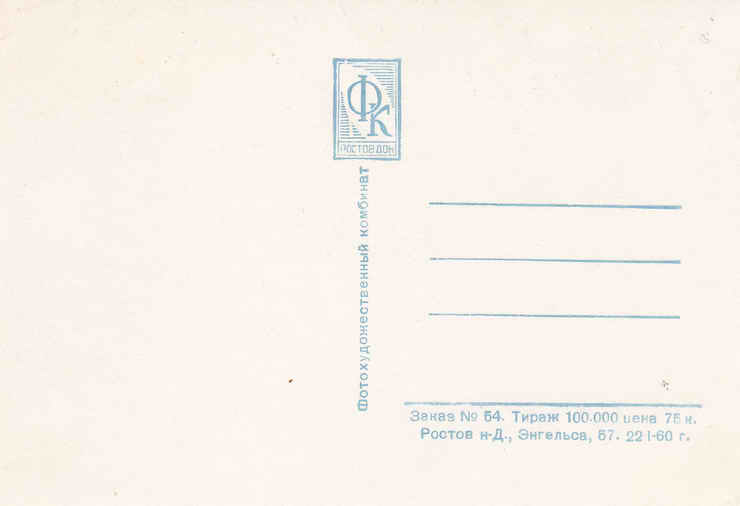 ФК
РОСТОВ ДОН
Фотохудожественный комбинат
Заказ № 54. Тираж 100.000 цена 75 к.
Ростов н-Д., Энгельса, 57. 22 I-60 г.